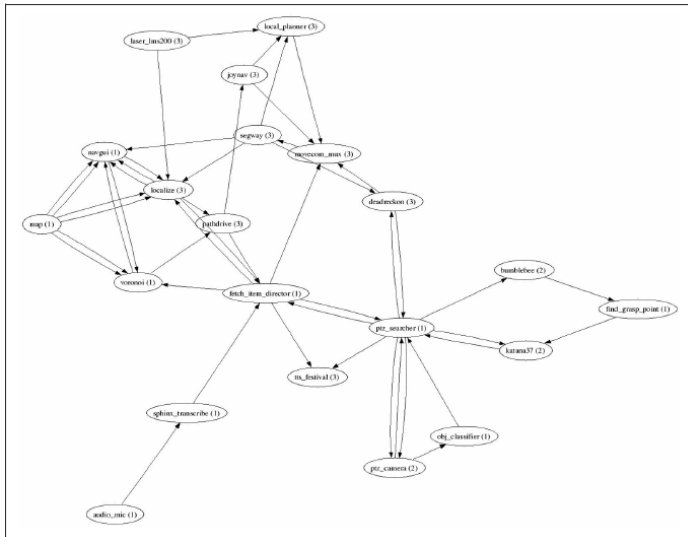 local_planner (3)
laser_lms200 (3)
joynav (3)
segway (3)
navgui (1)
movecom_mux (3)
localize (3)
deadreckon (3)
map (1)
pathdrive (3)
bumblebee (2)
voronoi (1)
fetch_item_director (1)
find_grasp_point (1)
ptz_searcher (1)
katana37 (2)
tts_festival (3)
sphinx_transcribe (1)
obj_classifier (1)
ptz_camera (2)
audio_mic (1)